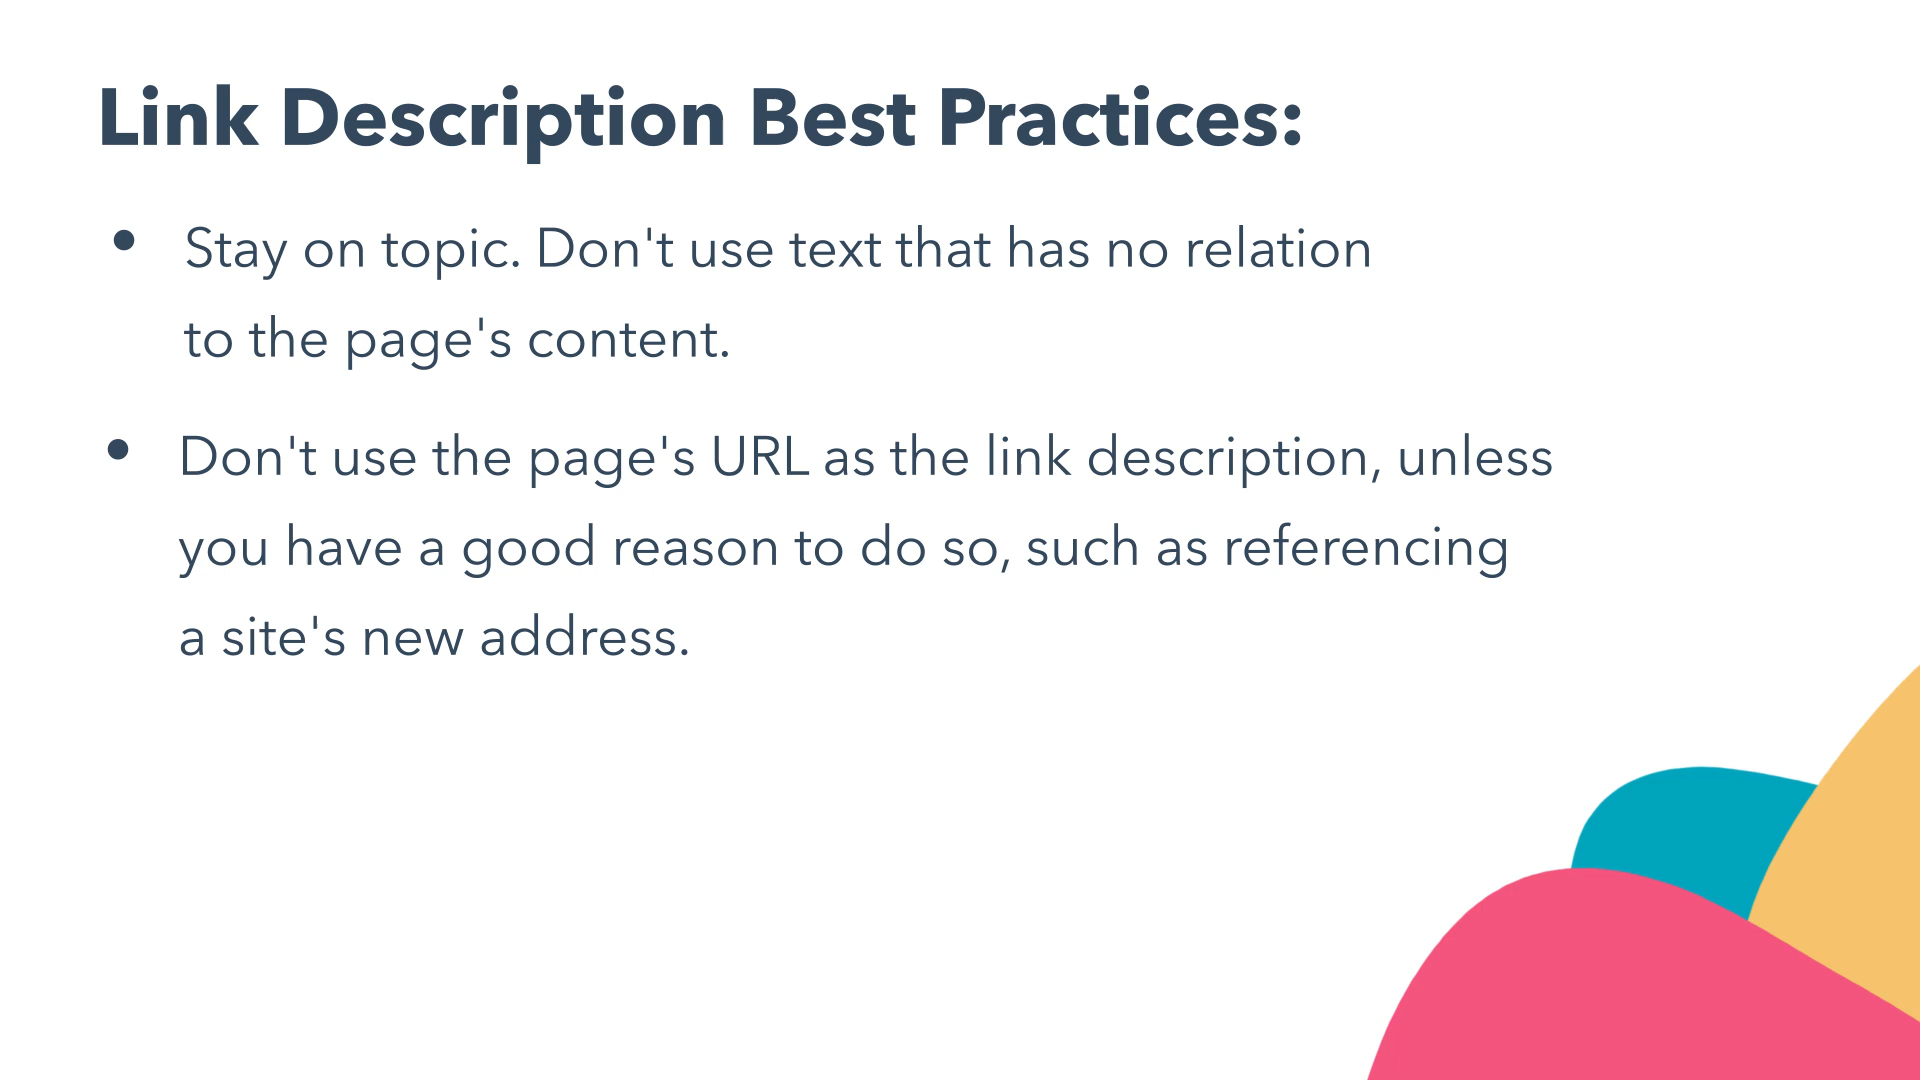 Link Description Best Practices:
• Stay on topic. Don't use text that has no relation
to the page's content.
• Don't use the page's URL as the link description, unless
you have a good reason to do so, such as referencing
a site's new address.